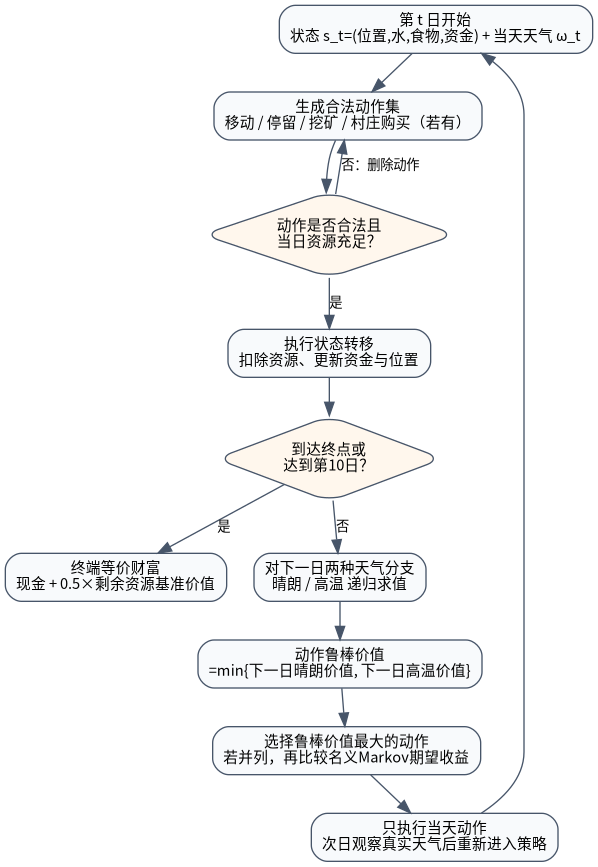 第 t 日开始
状态 s_t=(位置,水,食物,资金) + 当天天气 ω_t
生成合法动作集
移动 / 停留 / 挖矿 / 村庄购买（若有）
否：删除动作
动作是否合法且
当日资源充足？
是
执行状态转移
扣除资源、更新资金与位置
到达终点或
达到第10日？
是
否
终端等价财富
现金 + 0.5×剩余资源基准价值
对下一日两种天气分支
晴朗 / 高温 递归求值
动作鲁棒价值
=min{下一日晴朗价值, 下一日高温价值}
选择鲁棒价值最大的动作
若并列，再比较名义Markov期望收益
只执行当天动作
次日观察真实天气后重新进入策略